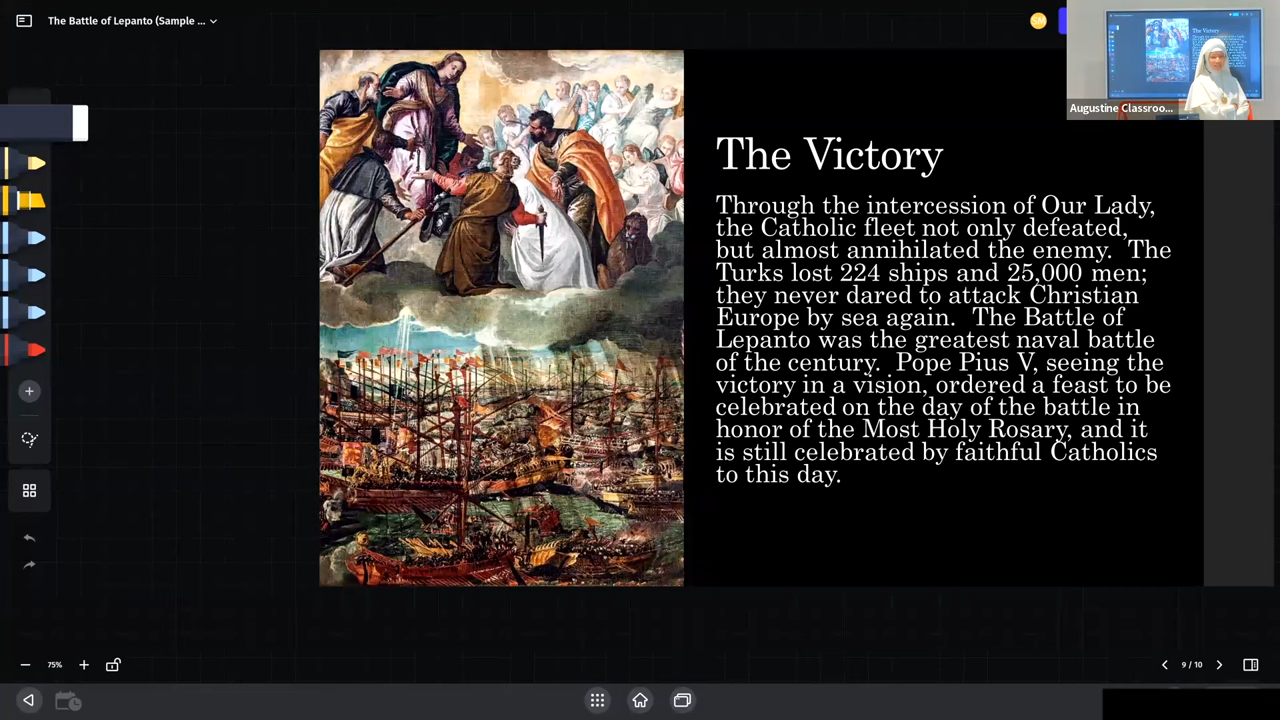 The Battle of Lepanto (Sample ...
SM
Augustine Classroo...
The Victory
Through the intercession of Our Lady,
the Catholic fleet not only defeated,
but almost annihilated the enemy.  The
Turks lost 224 ships and 25,000 men;
they never dared to attack Christian
Europe by sea again.  The Battle of
Lepanto was the greatest naval battle
of the century.  Pope Pius V, seeing the
victory in a vision, ordered a feast to be
celebrated on the day of the battle in
honor of the Most Holy Rosary, and it
is still celebrated by faithful Catholics
to this day.
75%
9 / 10